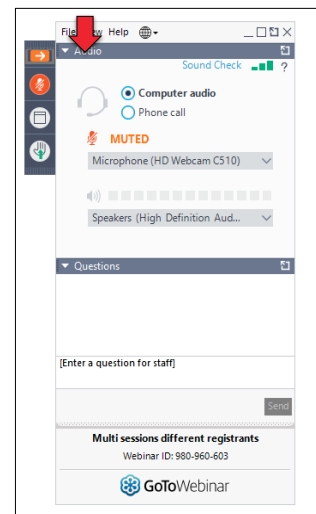 File View Help
Audio
Sound Check ?
Computer audio
Phone call
MUTED
Microphone (HD Webcam C510)
Speakers (High Definition Aud...
Questions
[Enter a question for staff]
Send
Multi sessions different registrants
Webinar ID: 980-960-603
GoToWebinar